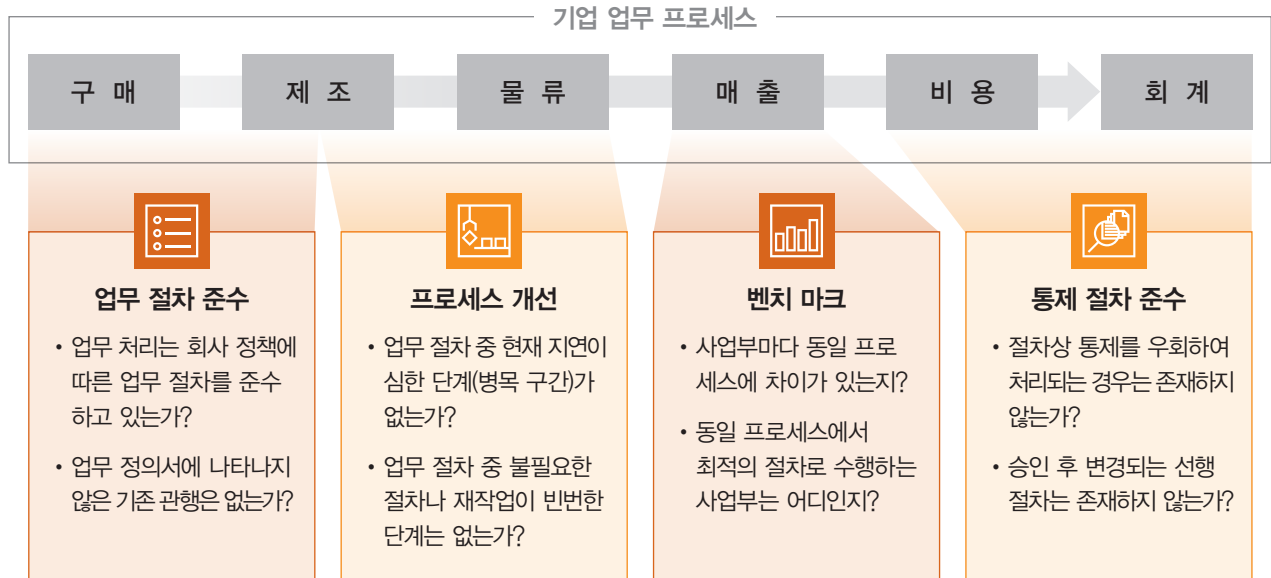 기업 업무 프로세스
구 매
제 조
물 류
매 출
비 용
회 계
업무 절차 준수
• 업무 처리는 회사 정책에
따른 업무 절차를 준수
하고 있는가?
• 업무 정의서에 나타나지
않은 기존 관행은 없는가?
프로세스 개선
• 업무 절차 중 현재 지연이
심한 단계(병목 구간)가
없는가?
• 업무 절차 중 불필요한
절차나 재작업이 빈번한
단계는 없는가?
벤치 마크
• 사업부마다 동일 프로
세스에 차이가 있는지?
• 동일 프로세스에서
최적의 절차로 수행하는
사업부는 어디인지?
통제 절차 준수
• 절차상 통제를 우회하여
처리되는 경우는 존재하지
않는가?
• 승인 후 변경되는 선행
절차는 존재하지 않는가?